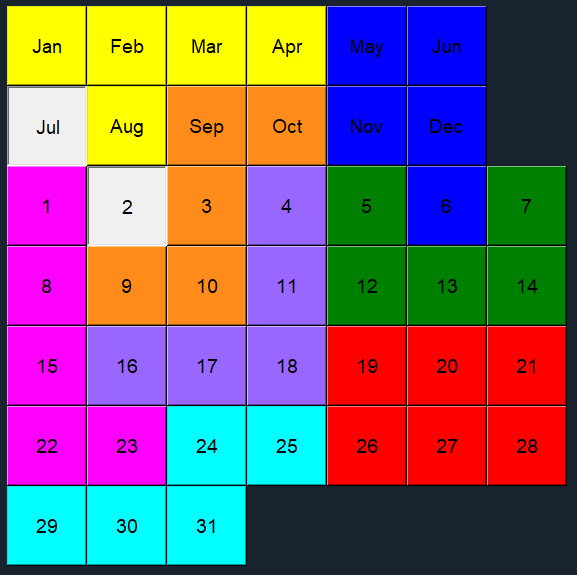 Jan Feb Mar Apr May Jun
Jul Aug Sep Oct Nov Dec
1 2 3 4 5 6 7
8 9 10 11 12 13 14
15 16 17 18 19 20 21
22 23 24 25 26 27 28
29 30 31